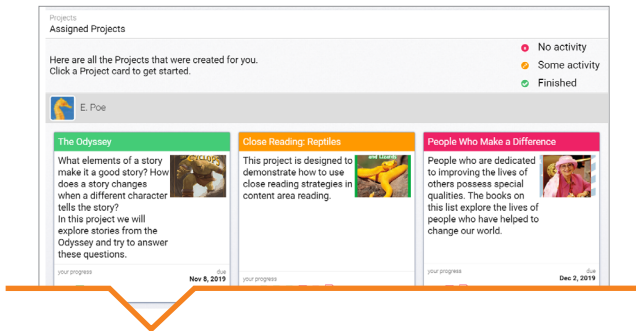 Projects
Assigned Projects
Here are all the Projects that were created for you.
Click a Project card to get started.
No activity
Some activity
Finished
E. Poe
The Odyssey
What elements of a story
make it a good story? How
does a story changes
when a different character
tells the story?
In this project we will
explore stories from the
Odyssey and try to answer
these questions.
CYCLOPS
your progress
due
Nov 8, 2019
Close Reading: Reptiles
This project is designed to
demonstrate how to use
close reading strategies in
content area reading.
and Lizards
your progress
People Who Make a Difference
People who are dedicated
to improving the lives of
others possess special
qualities. The books on
this list explore the lives of
people who have helped to
change our world.
your progress
due
Dec 2, 2019